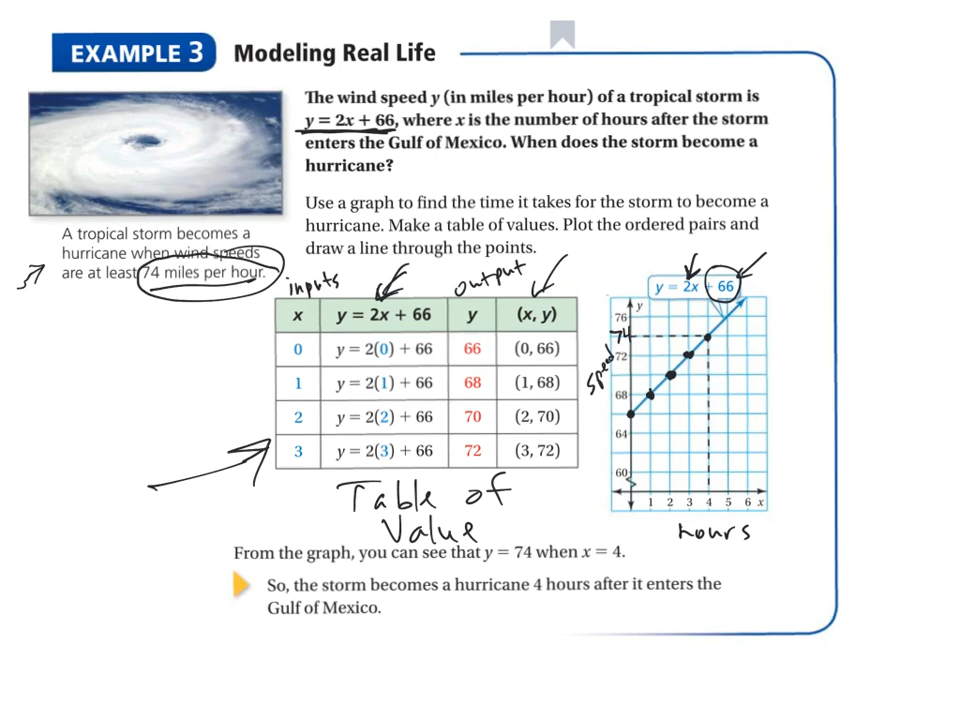 EXAMPLE 3 Modeling Real Life
The wind speed y (in miles per hour) of a tropical storm is
y = 2x + 66, where x is the number of hours after the storm
enters the Gulf of Mexico. When does the storm become a
hurricane?
Use a graph to find the time it takes for the storm to become a
hurricane. Make a table of values. Plot the ordered pairs and
draw a line through the points.
A tropical storm becomes a
hurricane when wind speeds
are at least 74 miles per hour.
inputs output
x y = 2x + 66 y (x, y)
0 y = 2(0) + 66 66 (0, 66)
1 y = 2(1) + 66 68 (1, 68)
2 y = 2(2) + 66 70 (2, 70)
3 y = 2(3) + 66 72 (3, 72)
Table of
Value
y = 2x + 66
y
76
74
72
68
64
60
speed
1 2 3 4 5 6 x
hours
From the graph, you can see that y = 74 when x = 4.
So, the storm becomes a hurricane 4 hours after it enters the
Gulf of Mexico.